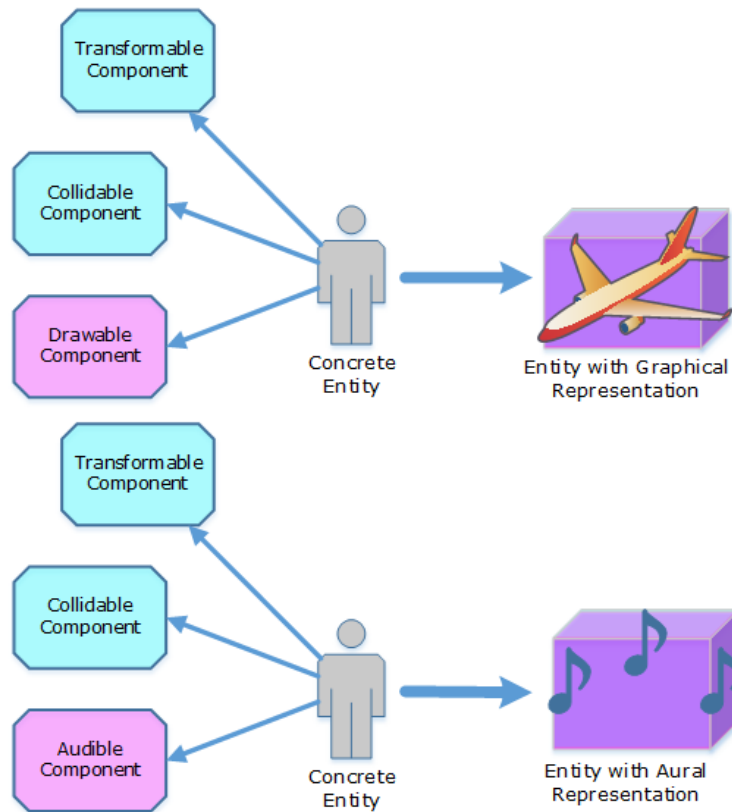 Transformable
Component
Collidable
Component
Drawable
Component
Concrete
Entity
Entity with Graphical
Representation
Transformable
Component
Collidable
Component
Audible
Component
Concrete
Entity
Entity with Aural
Representation